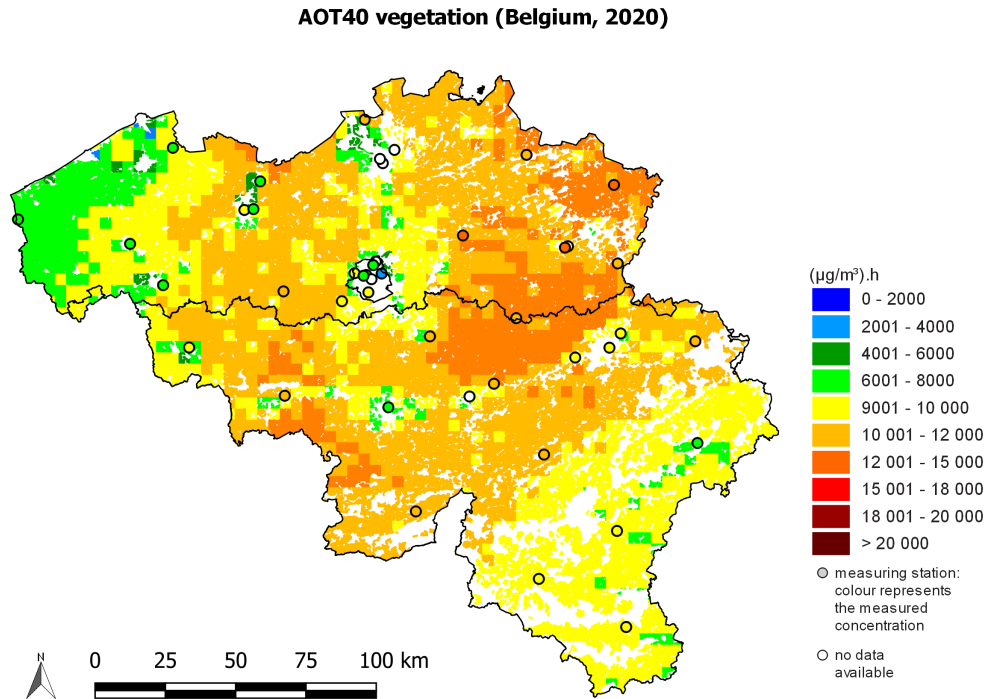 AOT40 vegetation (Belgium, 2020)
(µg/m³).h
0 - 2000
2001 - 4000
4001 - 6000
6001 - 8000
9001 - 10 000
10 001 - 12 000
12 001 - 15 000
15 001 - 18 000
18 001 - 20 000
> 20 000
measuring station:
colour represents
the measured
concentration
no data
available
N
0 25 50 75 100 km